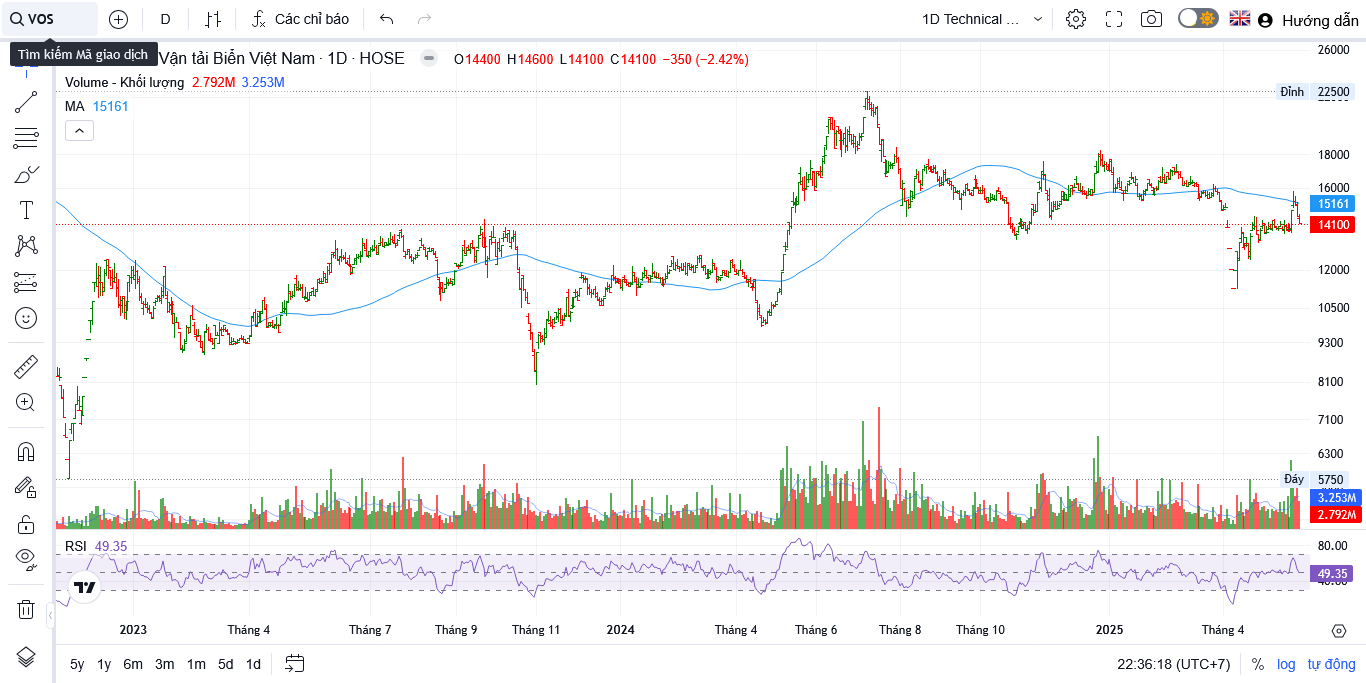 VOS
D
Các chỉ báo
1D Technical ...
Hướng dẫn
Tìm kiếm Mã giao dịch
Vận tải Biển Việt Nam · 1D · HOSE
O14400 H14600 L14100 C14100 −350 (−2.42%)
Volume - Khối lượng 2.792M 3.253M
MA 15161
26000
Đỉnh 22500
18000
16000
15161
14100
12000
10500
9300
8100
7100
6300
Đáy 5750
3.253M
2.792M
RSI 49.35
80.00
49.35
40.00
2023 Tháng 4 Tháng 7 Tháng 9 Tháng 11 2024 Tháng 4 Tháng 6 Tháng 8 Tháng 10 2025 Tháng 4
5y 1y 6m 3m 1m 5d 1d
22:36:18 (UTC+7) % log tự động